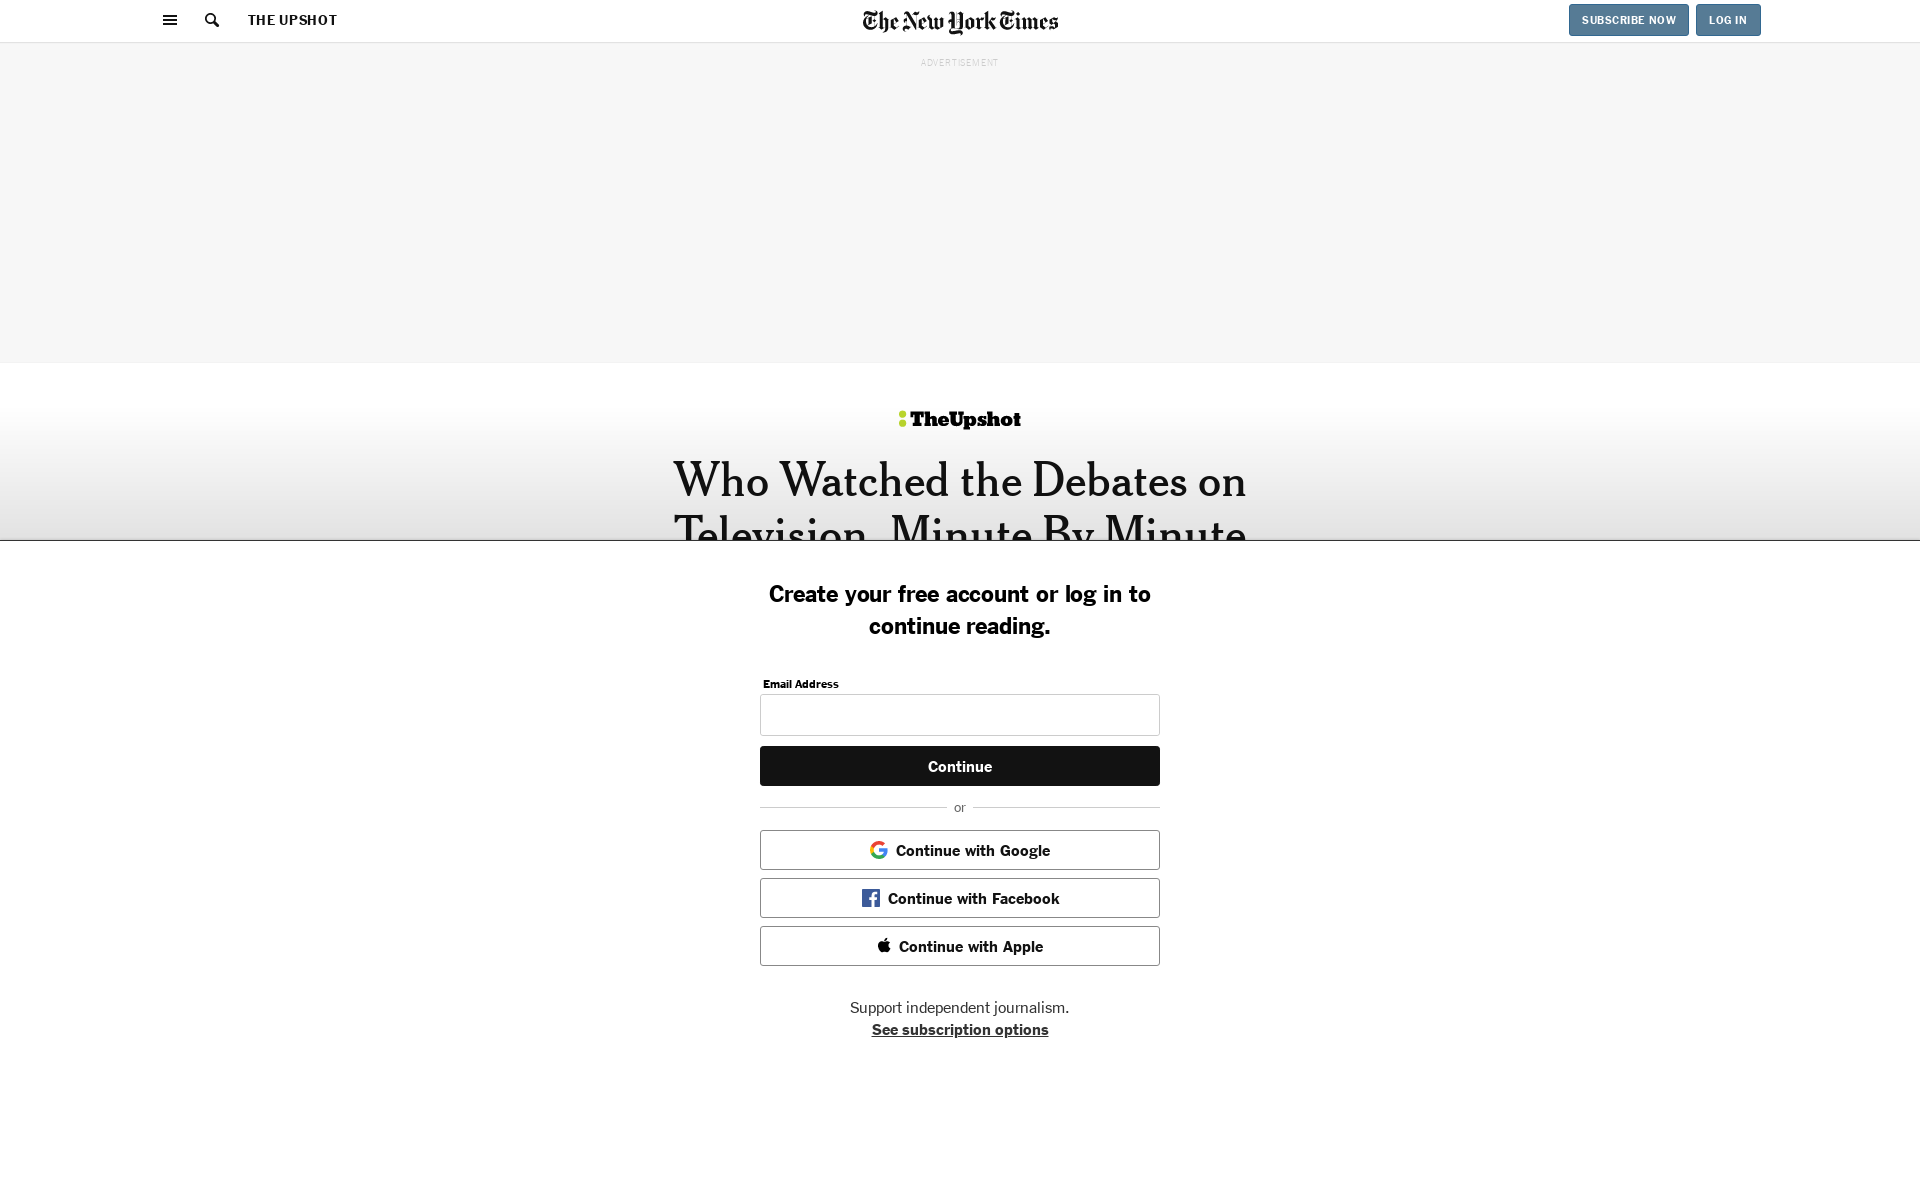 THE UPSHOT
The New York Times
SUBSCRIBE NOW
LOG IN
ADVERTISEMENT
TheUpshot
Who Watched the Debates on
Television, Minute By Minute
Create your free account or log in to
continue reading.
Email Address
Continue
or
Continue with Google
Continue with Facebook
Continue with Apple
Support independent journalism.
See subscription options